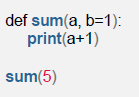 def sum(a, b=1):
    print(a+1)

sum(5)